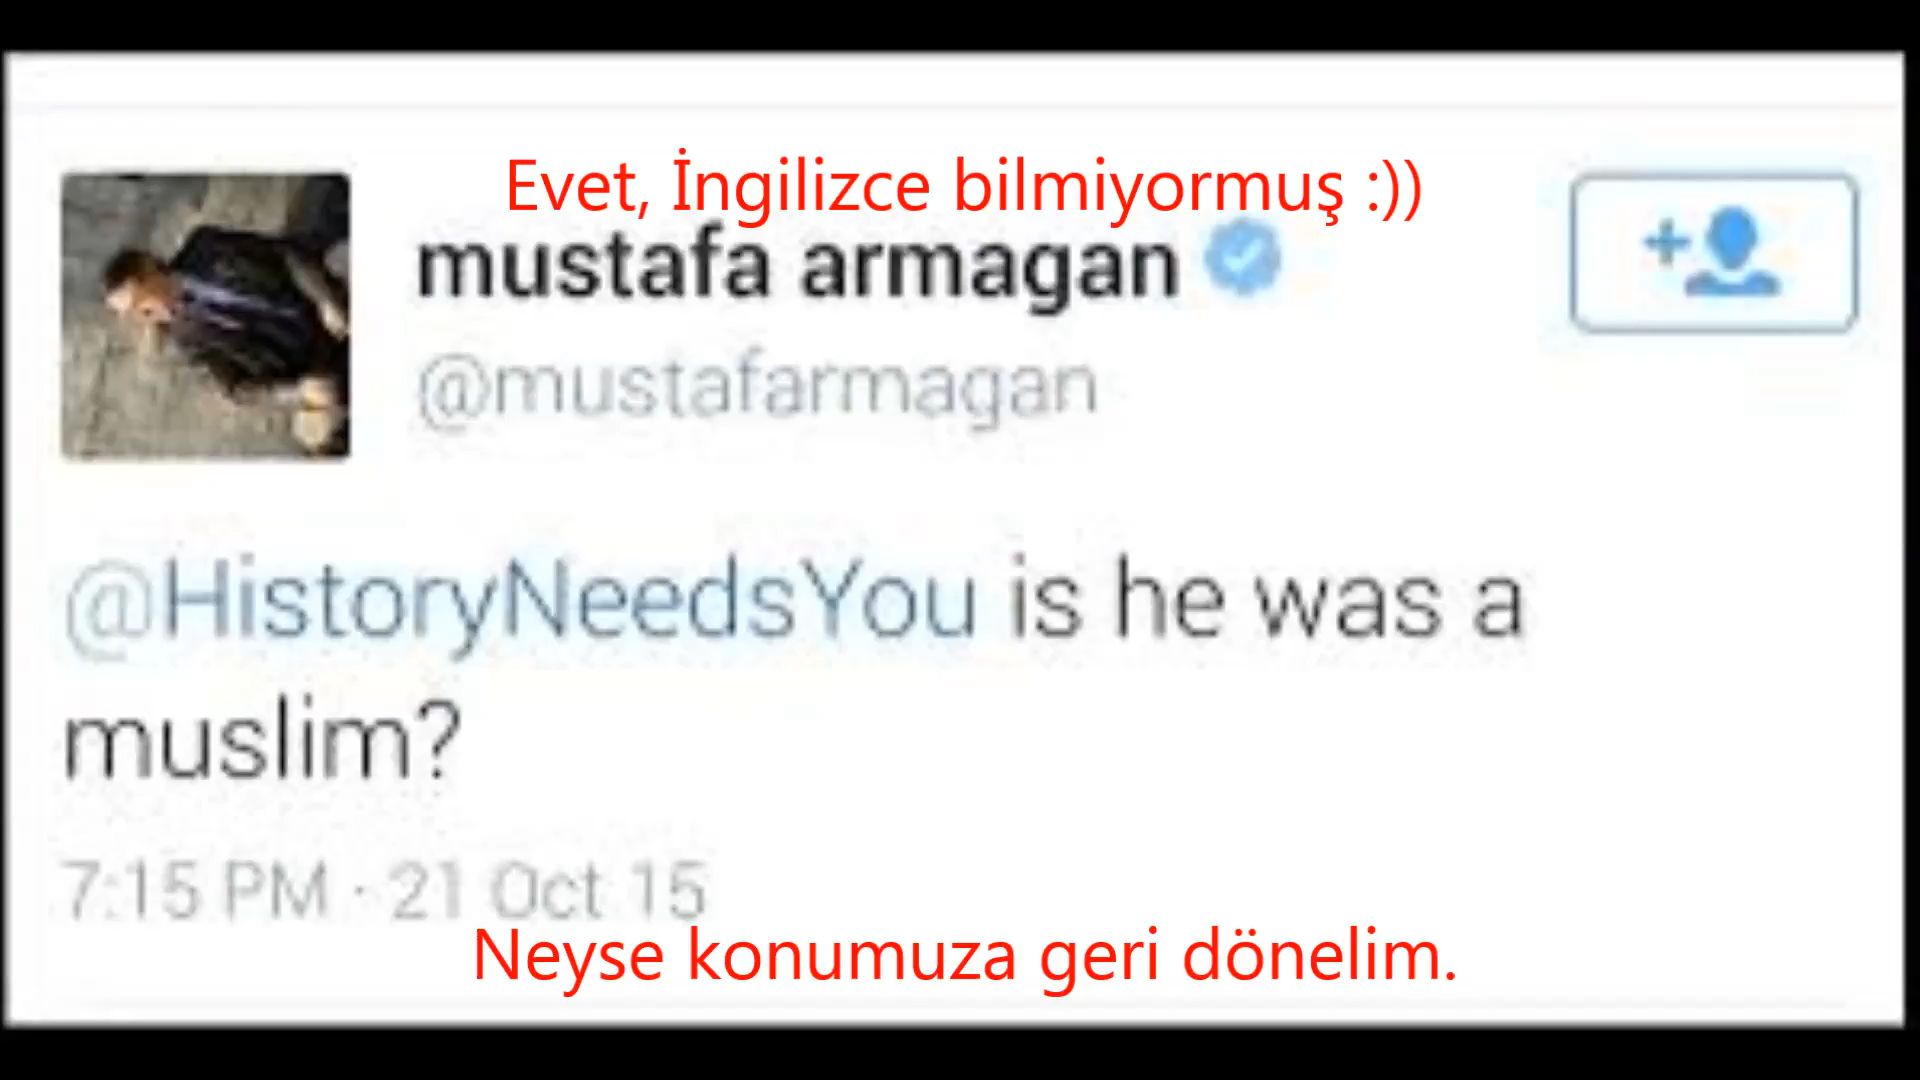 Evet, İngilizce bilmiyormuş :))
mustafa armagan
@mustafarmagan
@HistoryNeedsYou is he was a
muslim?
7:15 PM · 21 Oct 15
Neyse konumuza geri dönelim.